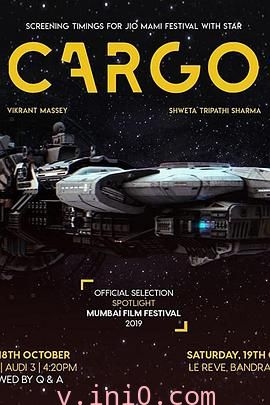 SCREENING TIMINGS FOR JIO MAMI FESTIVAL WITH STAR
CARGO
VIKRANT MASSEY
SHWETA TRIPATHI SHARMA
OFFICIAL SELECTION
SPOTLIGHT
MUMBAI FILM FESTIVAL
2019
18TH OCTOBER
| AUDI 3 | 4:20PM
WED BY Q & A
SATURDAY, 19TH
LE REVE, BANDRA
v.ini0.com